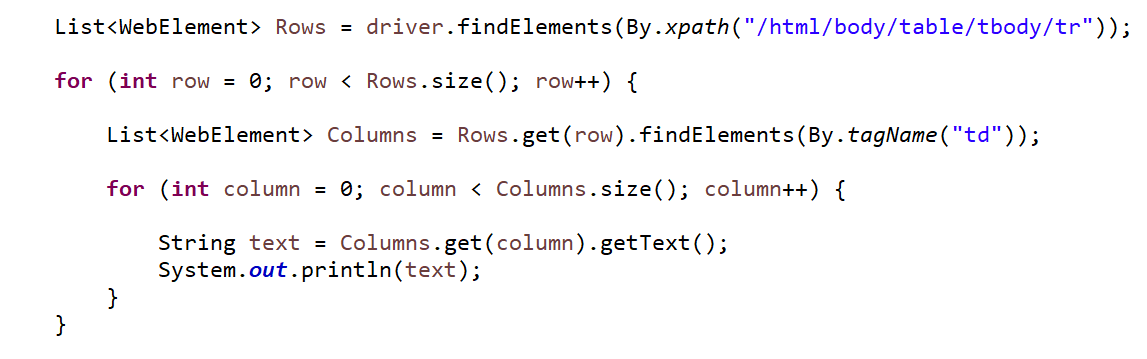 List<WebElement> Rows = driver.findElements(By.xpath("/html/body/table/tbody/tr"));
for (int row = 0; row < Rows.size(); row++) {
List<WebElement> Columns = Rows.get(row).findElements(By.tagName("td"));
for (int column = 0; column < Columns.size(); column++) {
String text = Columns.get(column).getText();
System.out.println(text);
}
}